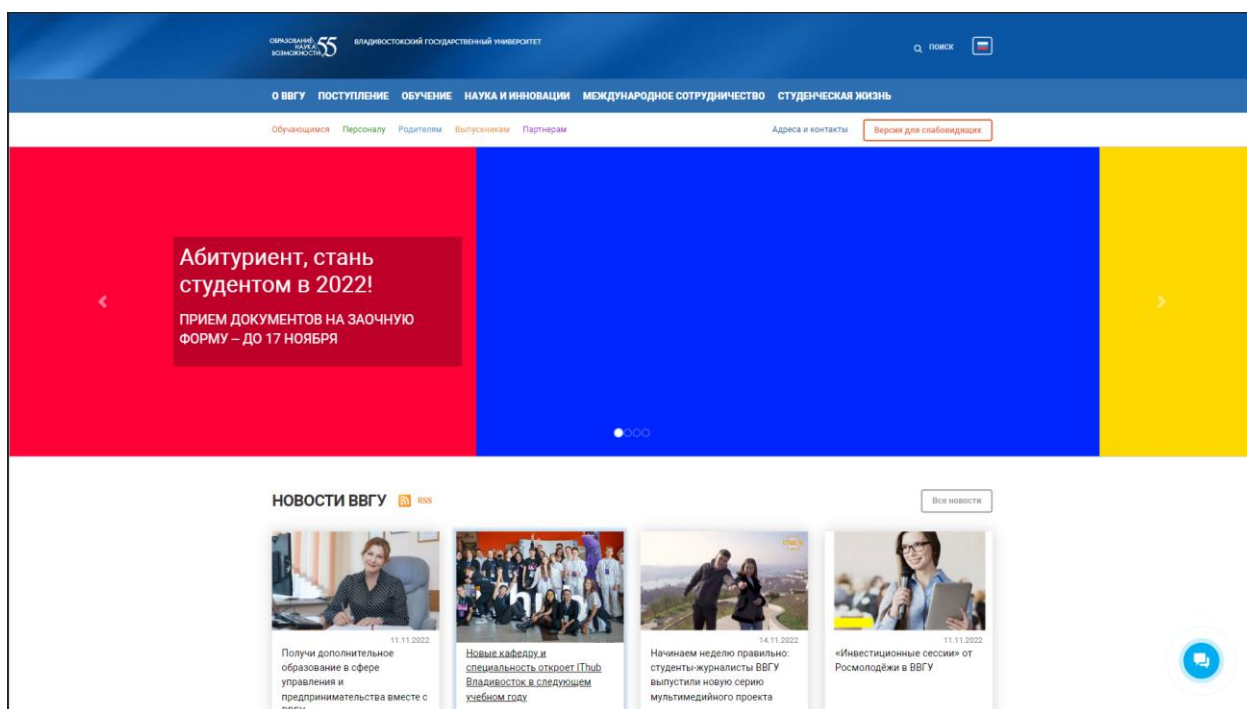 ОБРАЗОВАНИЕ
НАУКА
ВОЗМОЖНОСТИ
55
ВЛАДИВОСТОКСКИЙ ГОСУДАРСТВЕННЫЙ УНИВЕРСИТЕТ
ПОИСК
О ВВГУ ПОСТУПЛЕНИЕ ОБУЧЕНИЕ НАУКА И ИННОВАЦИИ МЕЖДУНАРОДНОЕ СОТРУДНИЧЕСТВО СТУДЕНЧЕСКАЯ ЖИЗНЬ
Обучающимся Персоналу Родителям Выпускникам Партнерам Адреса и контакты Версия для слабовидящих
Абитуриент, стань
студентом в 2022!
ПРИЕМ ДОКУМЕНТОВ НА ЗАОЧНУЮ
ФОРМУ – ДО 17 НОЯБРЯ
НОВОСТИ ВВГУ RSS Все новости
11.11.2022
Получи дополнительное
образование в сфере
управления и
предпринимательства вместе с
ВВГУ
Новые кафедру и
специальность откроет IThub
Владивосток в следующем
учебном году
14.11.2022
Начинаем неделю правильно:
студенты-журналисты ВВГУ
выпустили новую серию
мультимедийного проекта
11.11.2022
«Инвестиционные сессии» от
Росмолодёжи в ВВГУ